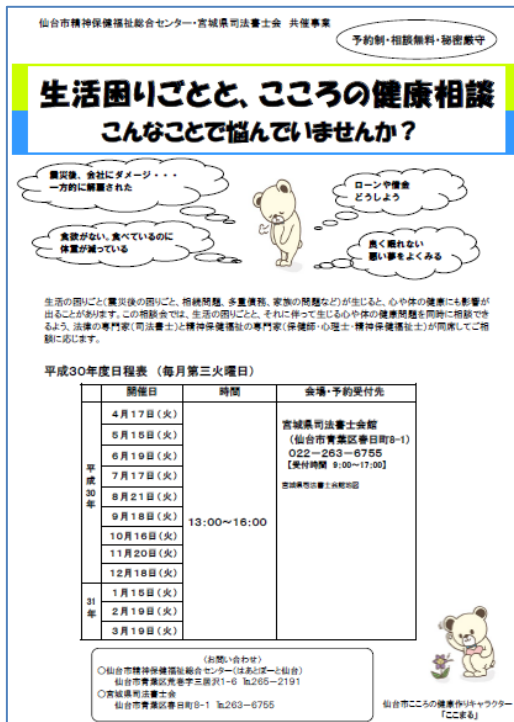 仙台市精神保健福祉総合センター・宮城県司法書士会 共催事業
予約制・相談無料・秘密厳守
生活困りごとと、こころの健康相談
こんなことで悩んでいませんか？
震災後、会社にダメージ・・・
一方的に解雇された
ローンや借金
どうしよう
食欲がない。食べているのに
体重が減っている
良く眠れない
悪い夢をよくみる
生活の困りごと(震災後の困りごと、相続問題、多重債務、家族の問題など)が生じると、心や体の健康にも影響が
出ることがあります。この相談会では、生活の困りごとと、それに伴って生じる心や体の健康問題を同時に相談でき
るよう、法律の専門家(司法書士)と精神保健福祉の専門家(保健師・心理士・精神保健福祉士)が同席してご相
談に応じます。
平成30年度日程表 （毎月第三火曜日）
開催日 時間 会場・予約受付先
平成30年
4月17日(火)
5月15日(火)
6月19日(火)
7月17日(火)
8月21日(火)
9月18日(火)
10月16日(火)
11月20日(火)
12月18日(火)
31年
1月15日(火)
2月19日(火)
3月19日(火)
13:00～16:00
宮城県司法書士会館
(仙台市青葉区春日町8-1)
022-263-6755
【受付時間 9:00～17:00】
宮城県司法書士会館地図
〈お問い合わせ〉
○仙台市精神保健福祉総合センター(はあとぽーと仙台)
仙台市青葉区荒巻字三居沢1-6 ℡265-2191
○宮城県司法書士会
仙台市青葉区春日町8-1 ℡263-6755
仙台市こころの健康作りキャラクター
「ここまる」